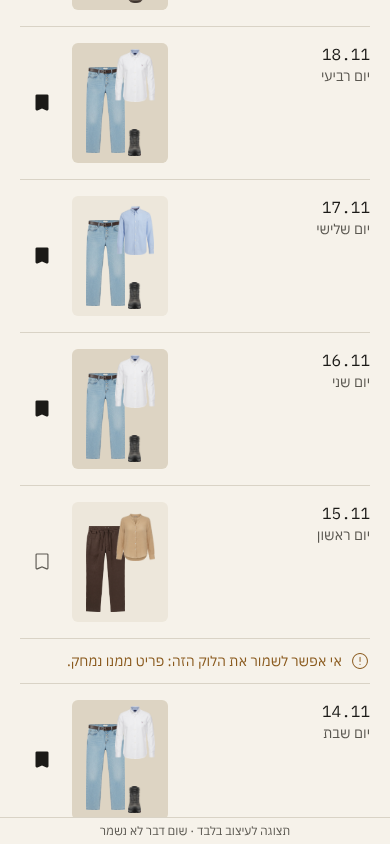 18.11
יום רביעי
17.11
יום שלישי
16.11
יום שני
15.11
יום ראשון
אי אפשר לשמור את הלוק הזה: פריט ממנו נמחק.
14.11
יום שבת
תצוגה לעיצוב בלבד · שום דבר לא נשמר